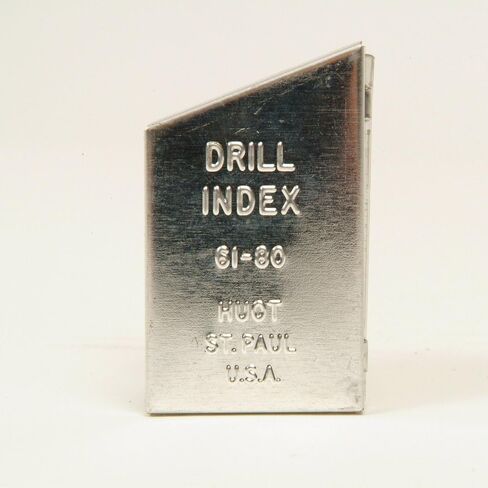 DRILL
INDEX
61-80
HUOT
ST. PAUL
U.S.A.